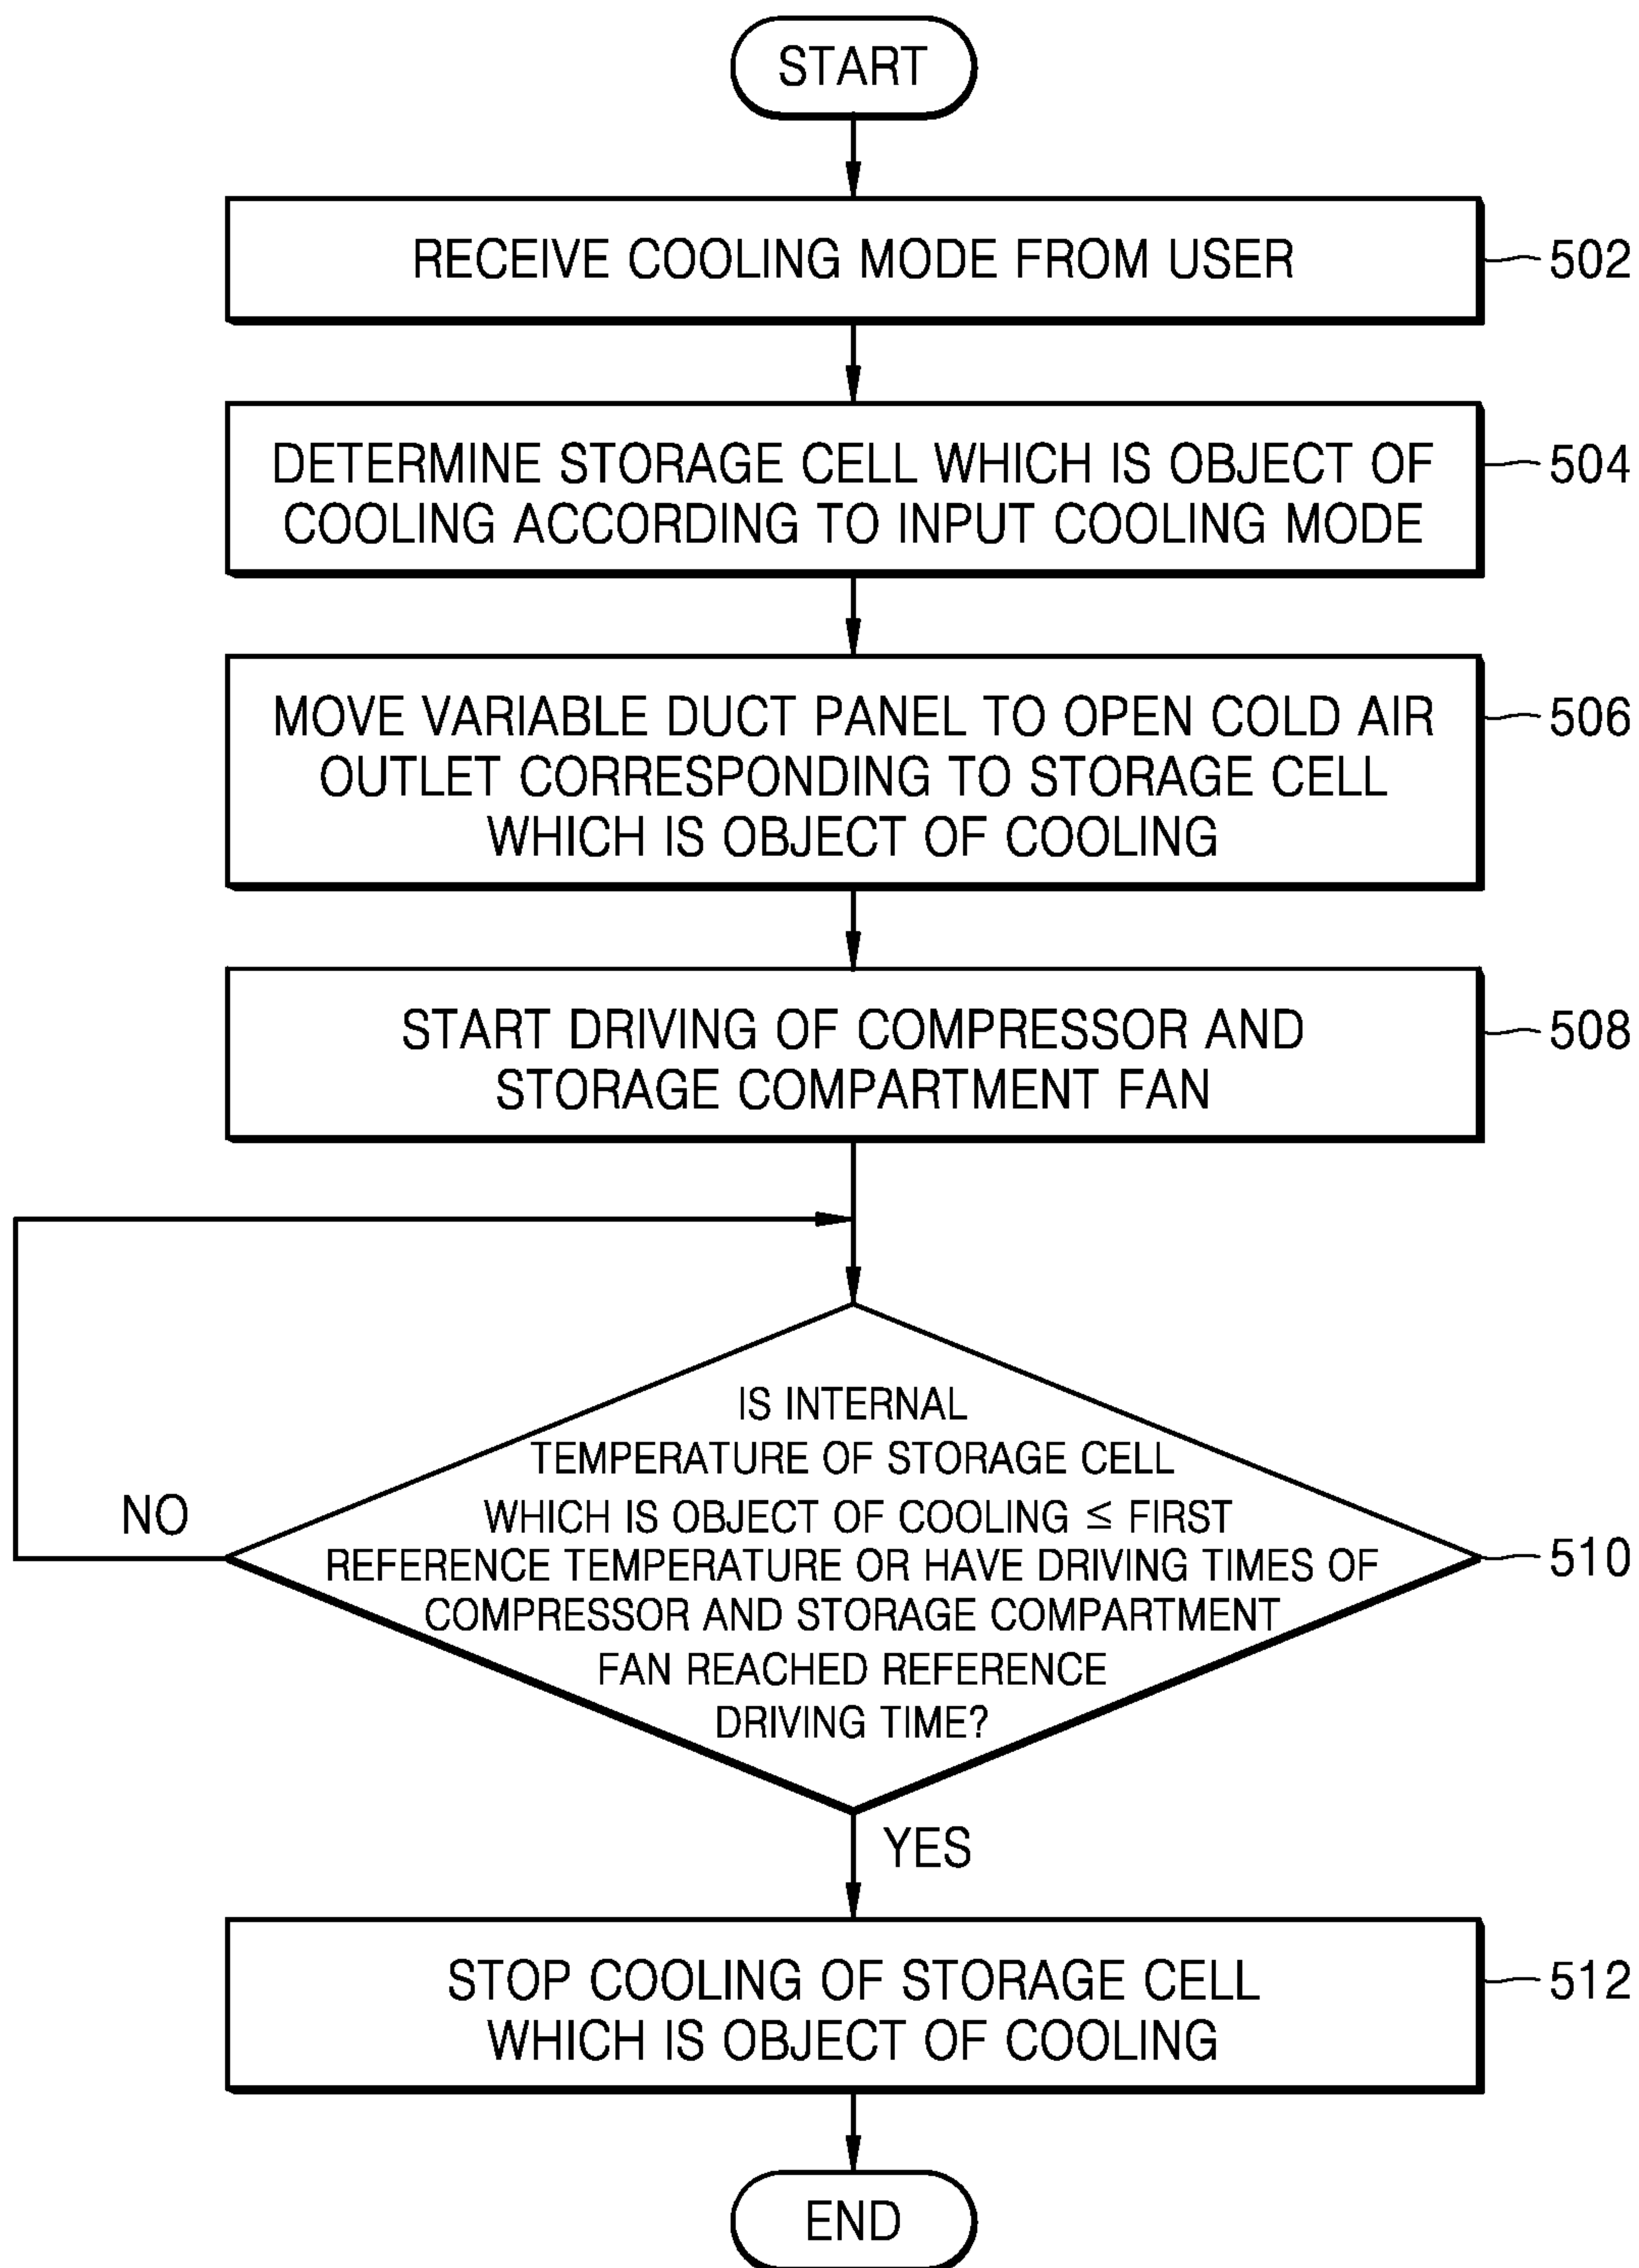 START
RECEIVE COOLING MODE FROM USER
502
DETERMINE STORAGE CELL WHICH IS OBJECT OF
COOLING ACCORDING TO INPUT COOLING MODE
504
MOVE VARIABLE DUCT PANEL TO OPEN COLD AIR
OUTLET CORRESPONDING TO STORAGE CELL
WHICH IS OBJECT OF COOLING
506
START DRIVING OF COMPRESSOR AND
STORAGE COMPARTMENT FAN
508
IS INTERNAL
TEMPERATURE OF STORAGE CELL
WHICH IS OBJECT OF COOLING ≤ FIRST
REFERENCE TEMPERATURE OR HAVE DRIVING TIMES OF
COMPRESSOR AND STORAGE COMPARTMENT
FAN REACHED REFERENCE
DRIVING TIME?
510
NO
YES
STOP COOLING OF STORAGE CELL
WHICH IS OBJECT OF COOLING
512
END